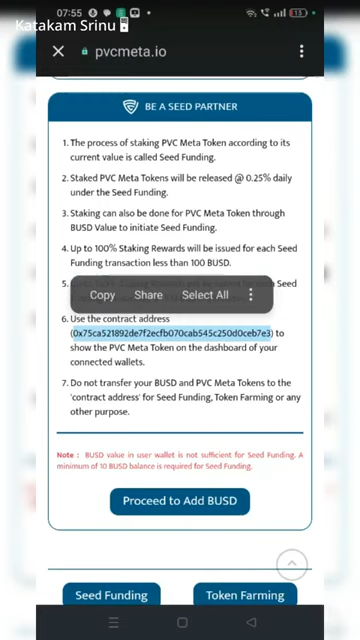 07:55
15
Katakam Srinu
pvcmeta.io
BE A SEED PARTNER
1. The process of staking PVC Meta Token according to its
current value is called Seed Funding.
2. Staked PVC Meta Tokens will be released @ 0.25% daily
under the Seed Funding.
3. Staking can also be done for PVC Meta Token through
BUSD Value to initiate Seed Funding.
4. Up to 100% Staking Rewards will be issued for each Seed
Funding transaction less than 100 BUSD.
5. Seed
Copy Share Select All
6. Use the contract address
(0x75ca521892de7f2ecfb070cab545c250d0ceb7e3) to
show the PVC Meta Token on the dashboard of your
connected wallets.
7. Do not transfer your BUSD and PVC Meta Tokens to the
'contract address' for Seed Funding, Token Farming or any
other purpose.
Note : BUSD value in user wallet is not sufficient for Seed Funding. A
minimum of 10 BUSD balance is required for Seed Funding.
Proceed to Add BUSD
Seed Funding Token Farming